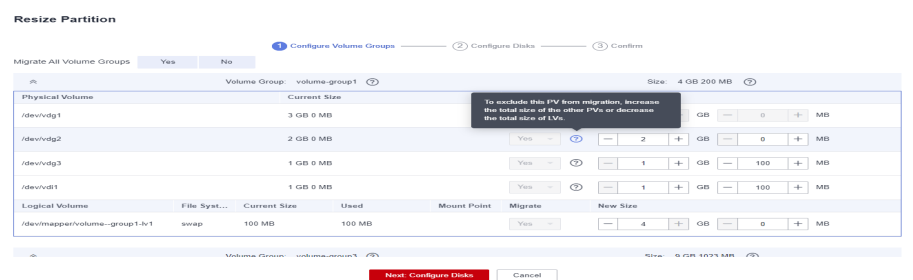 Resize Partition
1 Configure Volume Groups 2 Configure Disks 3 Confirm
Migrate All Volume Groups Yes No
Volume Group: volume-group1 ? Size: 4 GB 200 MB ?
Physical Volume Current Size
To exclude this PV from migration, increase
the total size of the other PVs or decrease
the total size of LVs.
/dev/vdg1 3 GB 0 MB GB — 0 + MB
/dev/vdg2 2 GB 0 MB Yes ? — 2 + GB — 0 + MB
/dev/vdg3 1 GB 0 MB Yes ? — 1 + GB — 100 + MB
/dev/vdi1 1 GB 0 MB Yes ? — 1 + GB — 100 + MB
Logical Volume File Syst... Current Size Used Mount Point Migrate New Size
/dev/mapper/volume--group1-lv1 swap 100 MB 100 MB Yes — 4 + GB — 0 + MB
Volume Group: volume-group3 ? Size: 9 GB 1023 MB ?
Next: Configure Disks Cancel